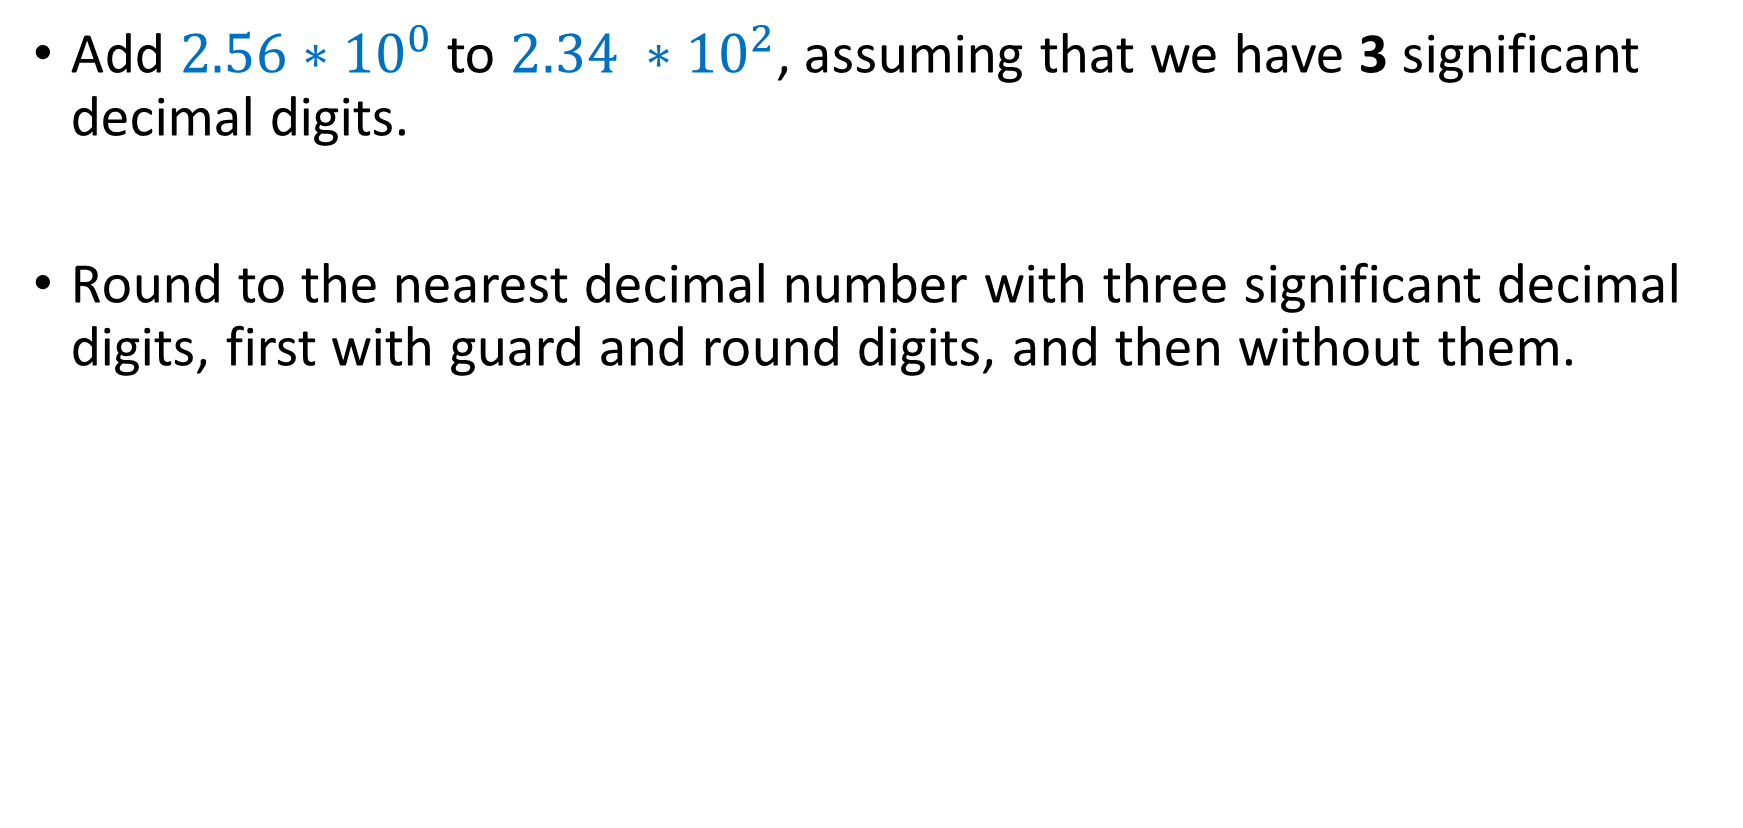 • Add 2.56 ∗ 10⁰ to 2.34 ∗ 10², assuming that we have 3 significant
decimal digits.
• Round to the nearest decimal number with three significant decimal
digits, first with guard and round digits, and then without them.